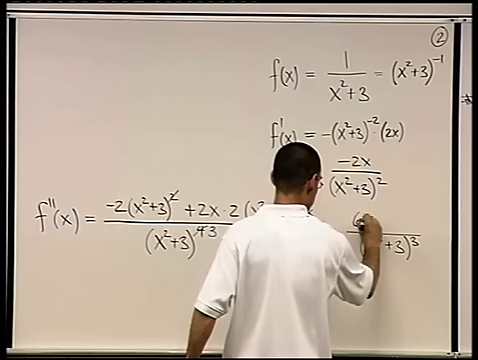 ②
f(x) = 1/(x²+3) = (x²+3)⁻¹
f'(x) = -(x²+3)⁻²·(2x)
-2x/(x²+3)²
f''(x) = -2(x²+3)² + 2x·2(x² / (x²+3)⁴ ³ 6 / +3)³